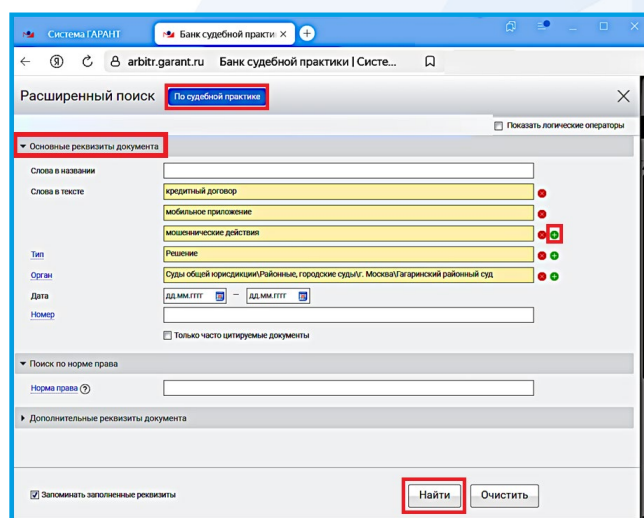 Система ГАРАНТ
Банк судебной практи
arbitr.garant.ru Банк судебной практики | Систе...
Расширенный поиск По судебной практике
Показать логические операторы
Основные реквизиты документа
Слова в названии
Слова в тексте кредитный договор
мобильное приложение
мошеннические действия
Тип Решение
Орган Суды общей юрисдикции\Районные, городские суды\г. Москва\Гагаринский районный суд
Дата дд.мм.гггг – дд.мм.гггг
Номер
Только часто цитируемые документы
Поиск по норме права
Норма права ?
Дополнительные реквизиты документа
Запоминать заполненные реквизиты Найти Очистить